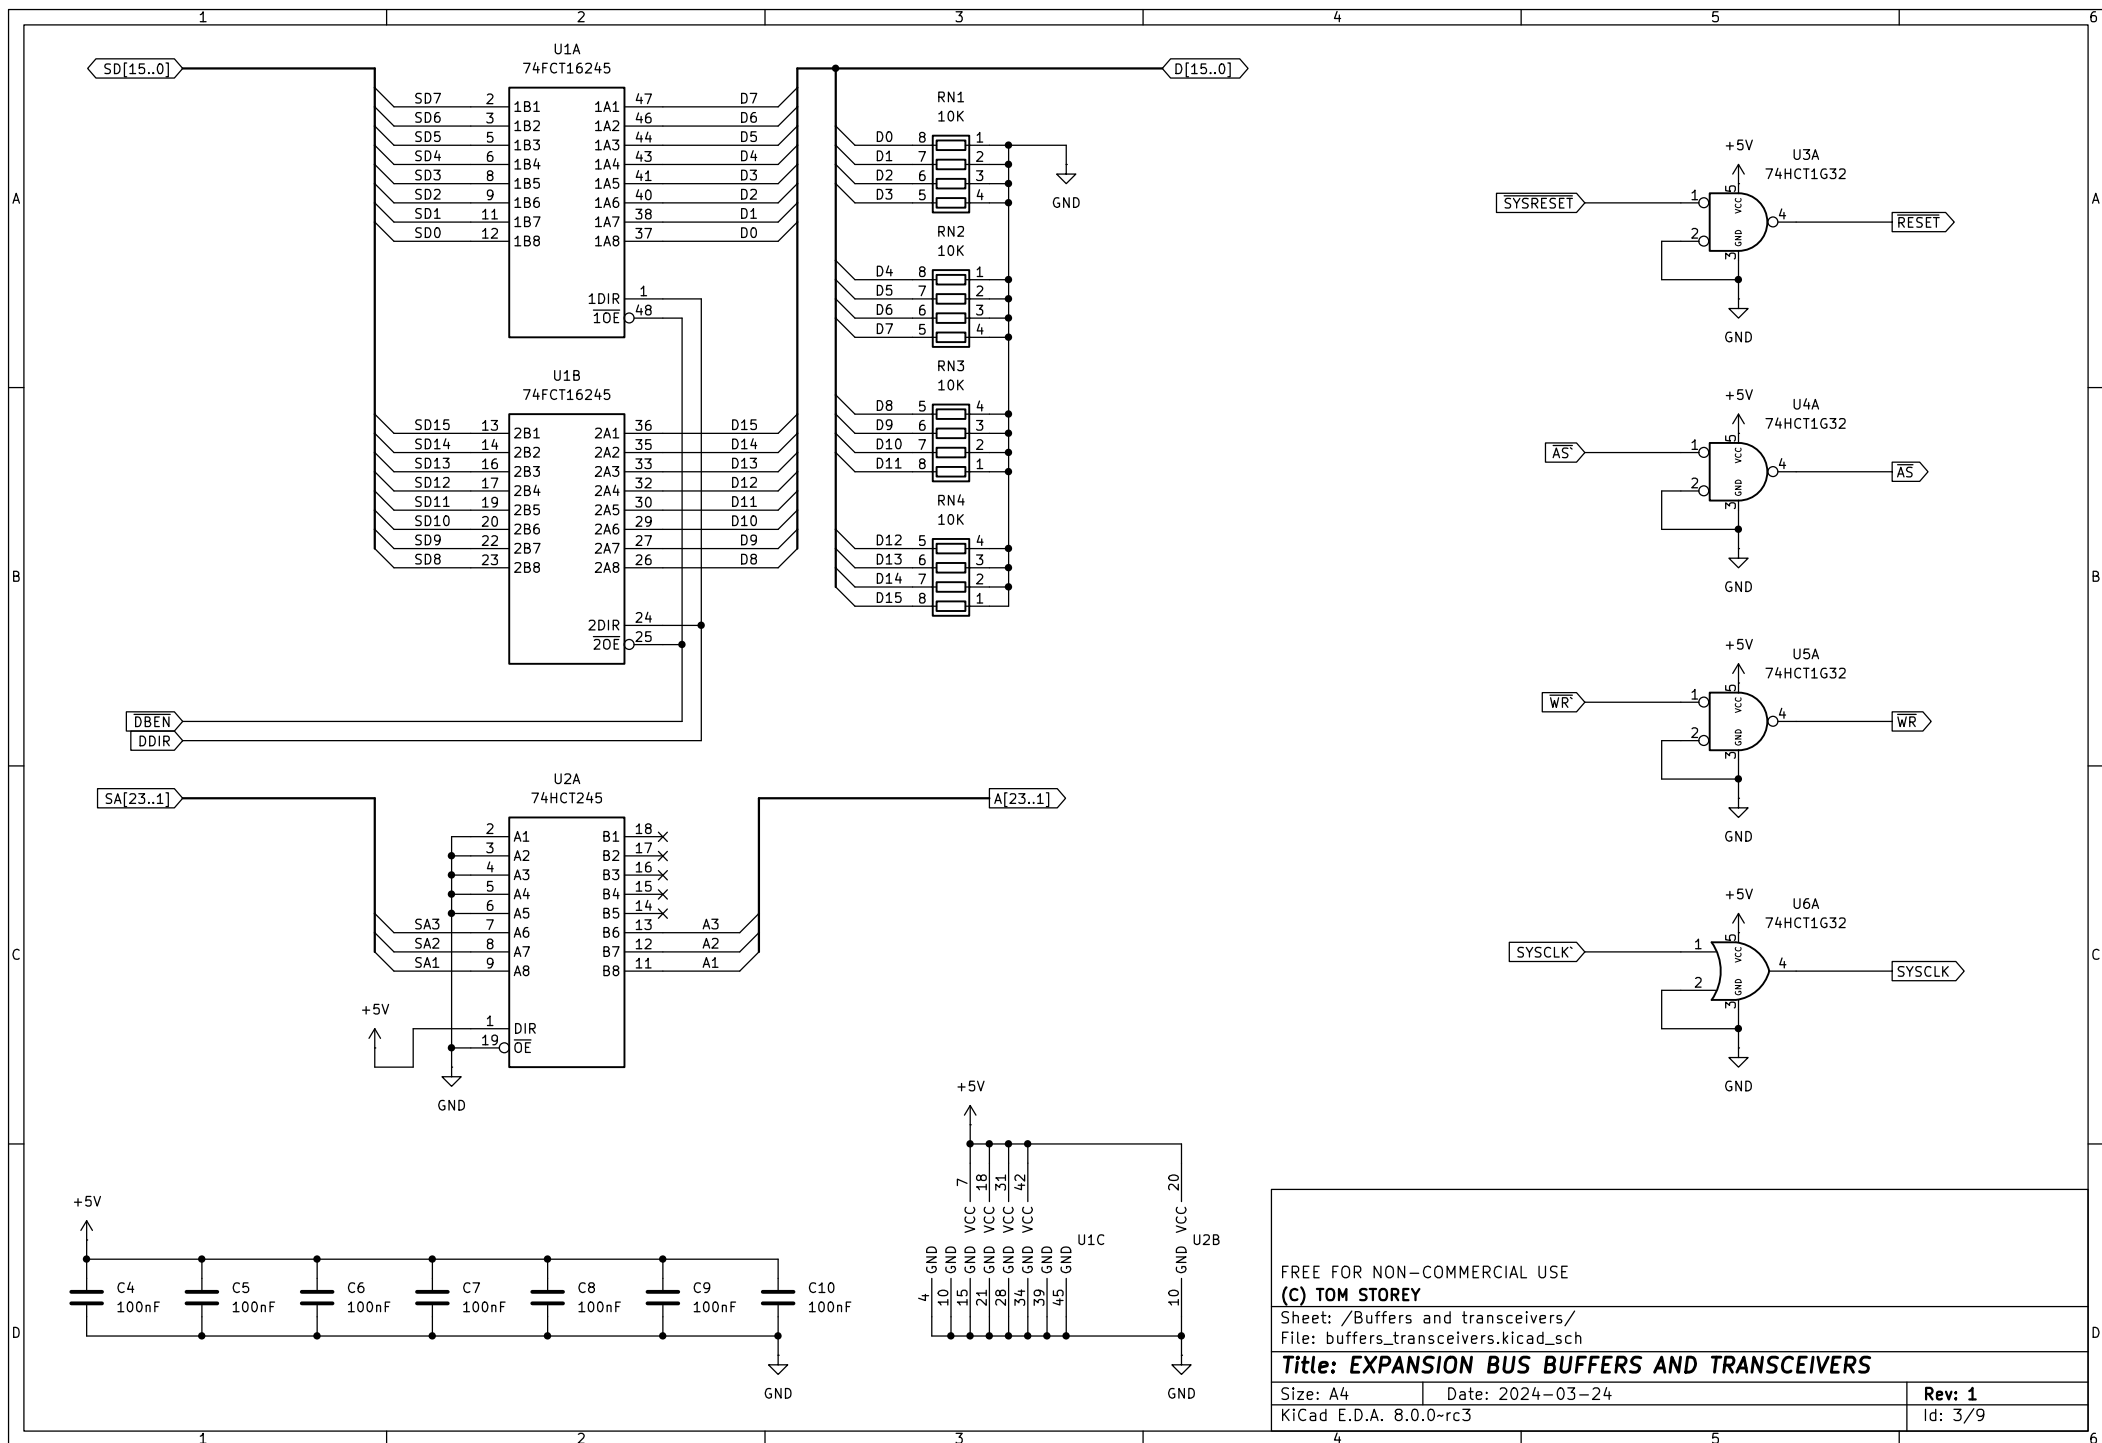 1 2 3 4 5 6
A A
B B
C C
D D
1 2 3 4 5 6
SD[15..0]
U1A
74FCT16245
SD7 2 1B1 1A1 47 D7
SD6 3 1B2 1A2 46 D6
SD5 5 1B3 1A3 44 D5
SD4 6 1B4 1A4 43 D4
SD3 8 1B5 1A5 41 D3
SD2 9 1B6 1A6 40 D2
SD1 11 1B7 1A7 38 D1
SD0 12 1B8 1A8 37 D0
1DIR 1
1OE 48
U1B
74FCT16245
SD15 13 2B1 2A1 36 D15
SD14 14 2B2 2A2 35 D14
SD13 16 2B3 2A3 33 D13
SD12 17 2B4 2A4 32 D12
SD11 19 2B5 2A5 30 D11
SD10 20 2B6 2A6 29 D10
SD9 22 2B7 2A7 27 D9
SD8 23 2B8 2A8 26 D8
2DIR 24
2OE 25
DBEN
DDIR
D[15..0]
RN1
10K
D0 8 1
D1 7 2
D2 6 3
D3 5 4
GND
RN2
10K
D4 8 1
D5 7 2
D6 6 3
D7 5 4
RN3
10K
D8 5 4
D9 6 3
D10 7 2
D11 8 1
RN4
10K
D12 5 4
D13 6 3
D14 7 2
D15 8 1
+5V
U3A
74HCT1G32
SYSRESET 1 5 VCC 4 RESET
2 GND 3
GND
+5V
U4A
74HCT1G32
AS` 1 5 VCC 4 AS
2 GND 3
GND
+5V
U5A
74HCT1G32
WR` 1 5 VCC 4 WR
2 GND 3
GND
+5V
U6A
74HCT1G32
SYSCLK` 1 5 VCC 4 SYSCLK
2 GND 3
GND
SA[23..1]
U2A
74HCT245
A[23..1]
2 A1 B1 18
3 A2 B2 17
4 A3 B3 16
5 A4 B4 15
6 A5 B5 14
SA3 7 A6 B6 13 A3
SA2 8 A7 B7 12 A2
SA1 9 A8 B8 11 A1
+5V
1 DIR
19 OE
GND
+5V
C4
100nF
C5
100nF
C6
100nF
C7
100nF
C8
100nF
C9
100nF
C10
100nF
GND
+5V
7 18 31 42 20
VCC VCC VCC VCC VCC
U1C
U2B
GND GND GND GND GND GND GND GND GND
4 10 15 21 28 34 39 45 10
GND
FREE FOR NON-COMMERCIAL USE
(C) TOM STOREY
Sheet: /Buffers and transceivers/
File: buffers_transceivers.kicad_sch
Title: EXPANSION BUS BUFFERS AND TRANSCEIVERS
Size: A4 Date: 2024-03-24 Rev: 1
KiCad E.D.A. 8.0.0~rc3 Id: 3/9